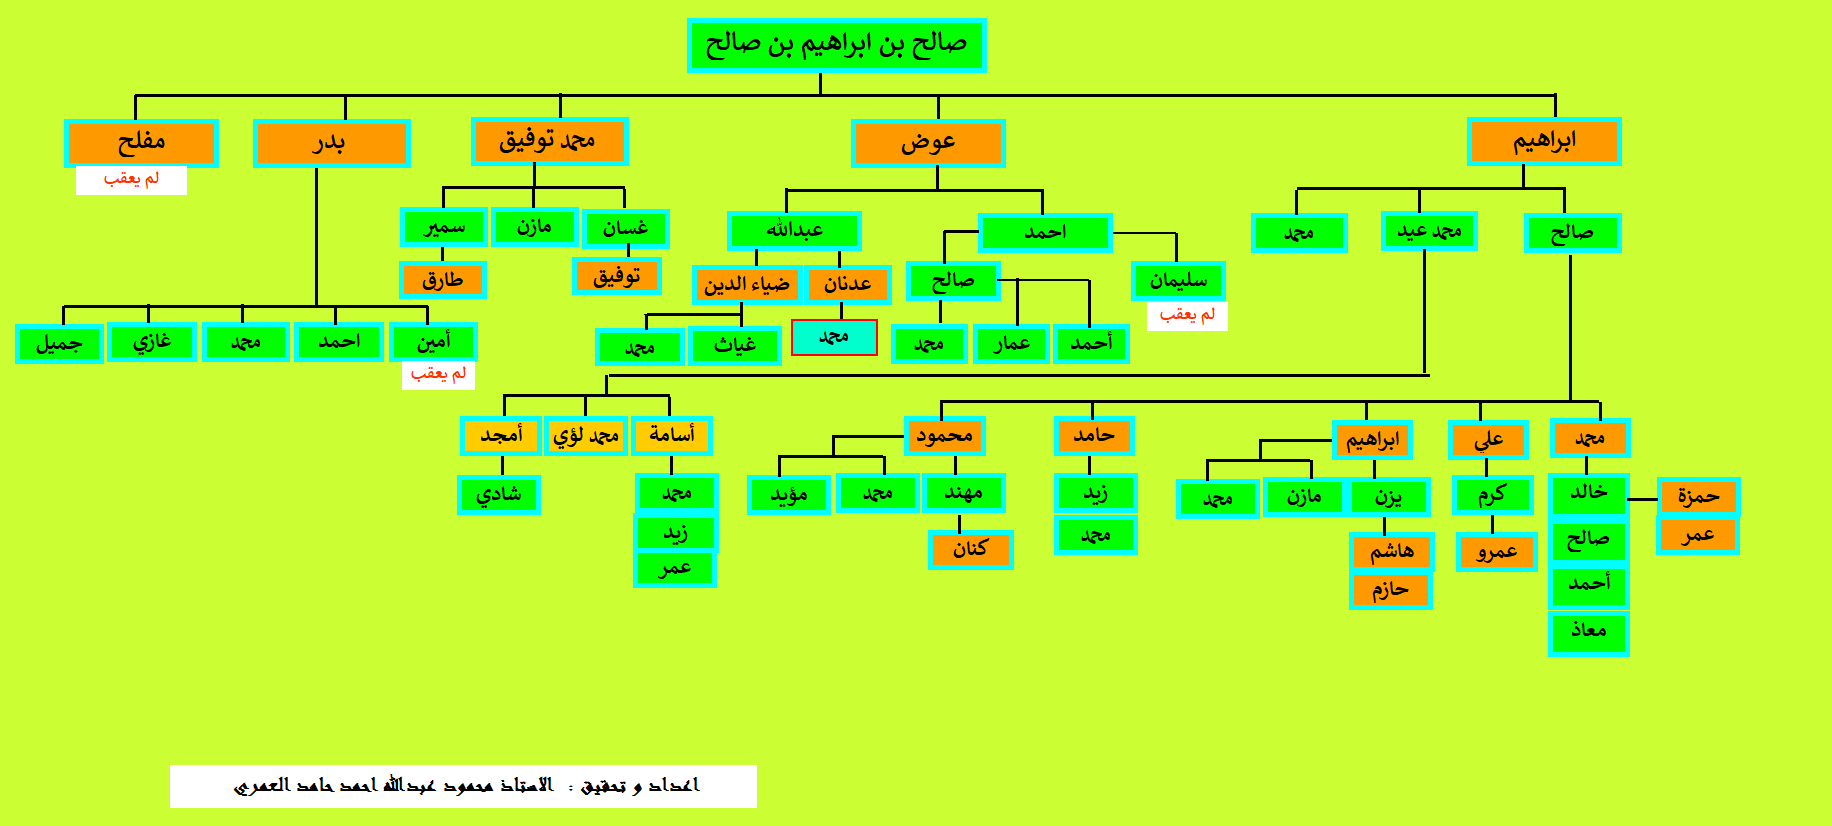 صالح بن ابراهيم بن صالح
ابراهيم
عوض
محمد توفيق
بدر
مفلح
لم يعقب
صالح
محمد عيد
محمد
احمد
عبدالله
غسان
مازن
سمير
سليمان
لم يعقب
صالح
عدنان
ضياء الدين
توفيق
طارق
أحمد
عمار
محمد
محمد
غياث
محمد
أمين
لم يعقب
احمد
محمد
غازي
جميل
محمد
علي
ابراهيم
حامد
محمود
أسامة
محمد لؤي
أمجد
حمزة
عمر
خالد
صالح
أحمد
معاذ
كرم
عمرو
يزن
مازن
محمد
هاشم
حازم
زيد
محمد
مهند
محمد
مؤيد
كنان
محمد
زيد
عمر
شادي
اعداد و تحقيق : الاستاذ محمود عبدالله احمد حامد العمري